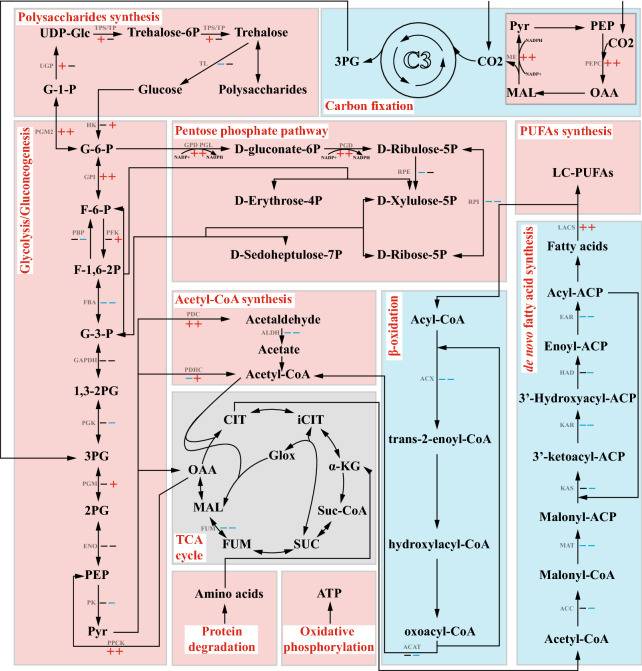 Polysaccharides synthesis
UDP-Glc
TPS/TP
+ −
Trehalose-6P
TPS/TP
+ −
Trehalose
UGP
+ −
TL
− −
G-1-P
Glucose
Polysaccharides
3PG
C3
CO2
Carbon fixation
Pyr
NADPH
PEP
CO2
ME
++
PEPC
++
NADP+
MAL
OAA
Glycolysis/Gluconeogenesis
PGM2
++
HK
− +
G-6-P
GPI
++
F-6-P
FBP
− −
PFK
− +
F-1,6-2P
FBA
− −
G-3-P
GAPDH
− −
1,3-2PG
PGK
− −
3PG
PGM
− +
2PG
ENO
− −
PEP
PK
− −
Pyr
PPCK
++
Pentose phosphate pathway
GPD PGL
++
NADP+
NADPH
D-gluconate-6P
PGD
++
NADP+
NADPH
D-Ribulose-5P
RPE
− −
RPI
− −
D-Erythrose-4P
D-Xylulose-5P
D-Sedoheptulose-7P
D-Ribose-5P
PUFAs synthesis
LC-PUFAs
Acetyl-CoA synthesis
PDC
++
Acetaldehyde
ALDH
− −
Acetate
PDHC
− +
Acetyl-CoA
CIT
iCIT
Glox
α-KG
OAA
MAL
Suc-CoA
FUM
− −
FUM
SUC
TCA
cycle
Amino acids
Protein
degradation
ATP
Oxidative
phosphorylation
β-oxidation
Acyl-CoA
ACX
− −
trans-2-enoyl-CoA
hydroxylacyl-CoA
oxoacyl-CoA
ACAT
− −
de novo fatty acid synthesis
LACS
++
Fatty acids
Acyl-ACP
EAR
− −
Enoyl-ACP
HAD
− −
3'-Hydroxyacyl-ACP
KAR
− −
3'-ketoacyl-ACP
KAS
− −
Malonyl-ACP
MAT
− −
Malonyl-CoA
ACC
− −
Acetyl-CoA